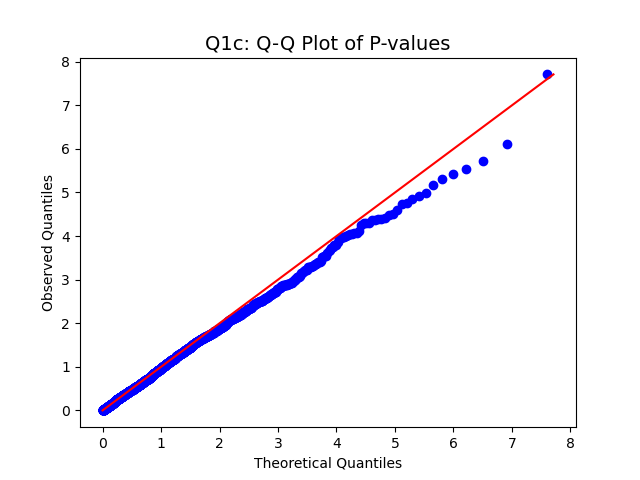 Q1c: Q-Q Plot of P-values
8
7
6
5
4
3
2
1
0
Observed Quantiles
0 1 2 3 4 5 6 7 8
Theoretical Quantiles